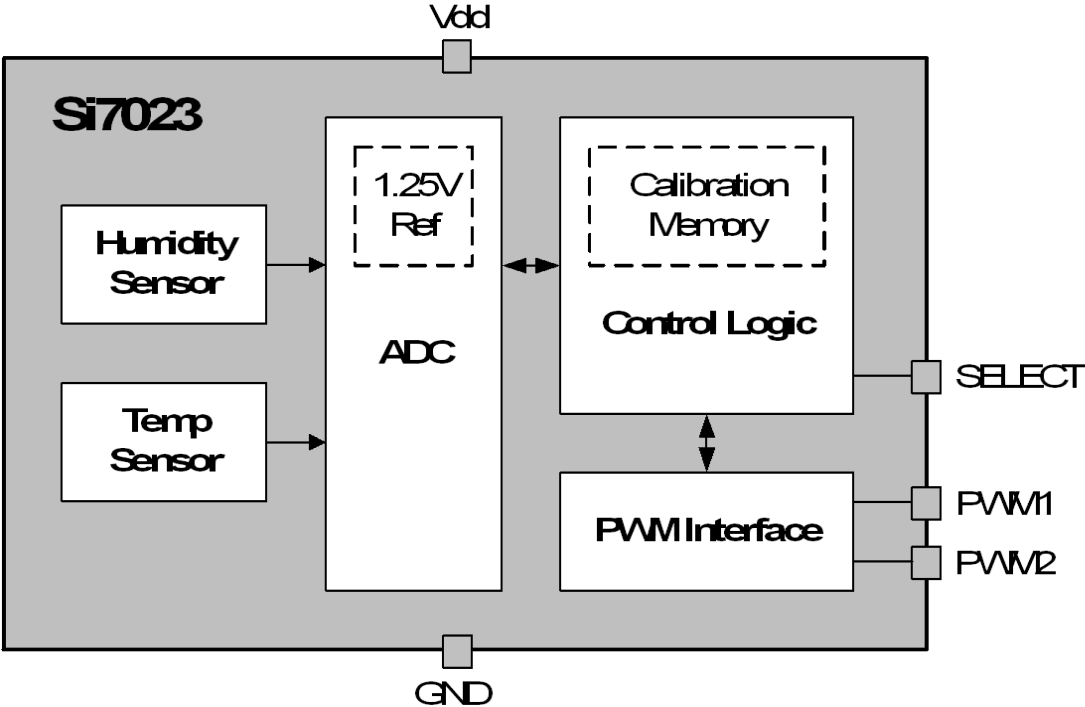 Vdd
Si7023
1.25V
Ref
Calibration
Memory
Humidity
Sensor
ADC
Control Logic
SELECT
Temp
Sensor
PWM Interface
PWM1
PWM2
GND